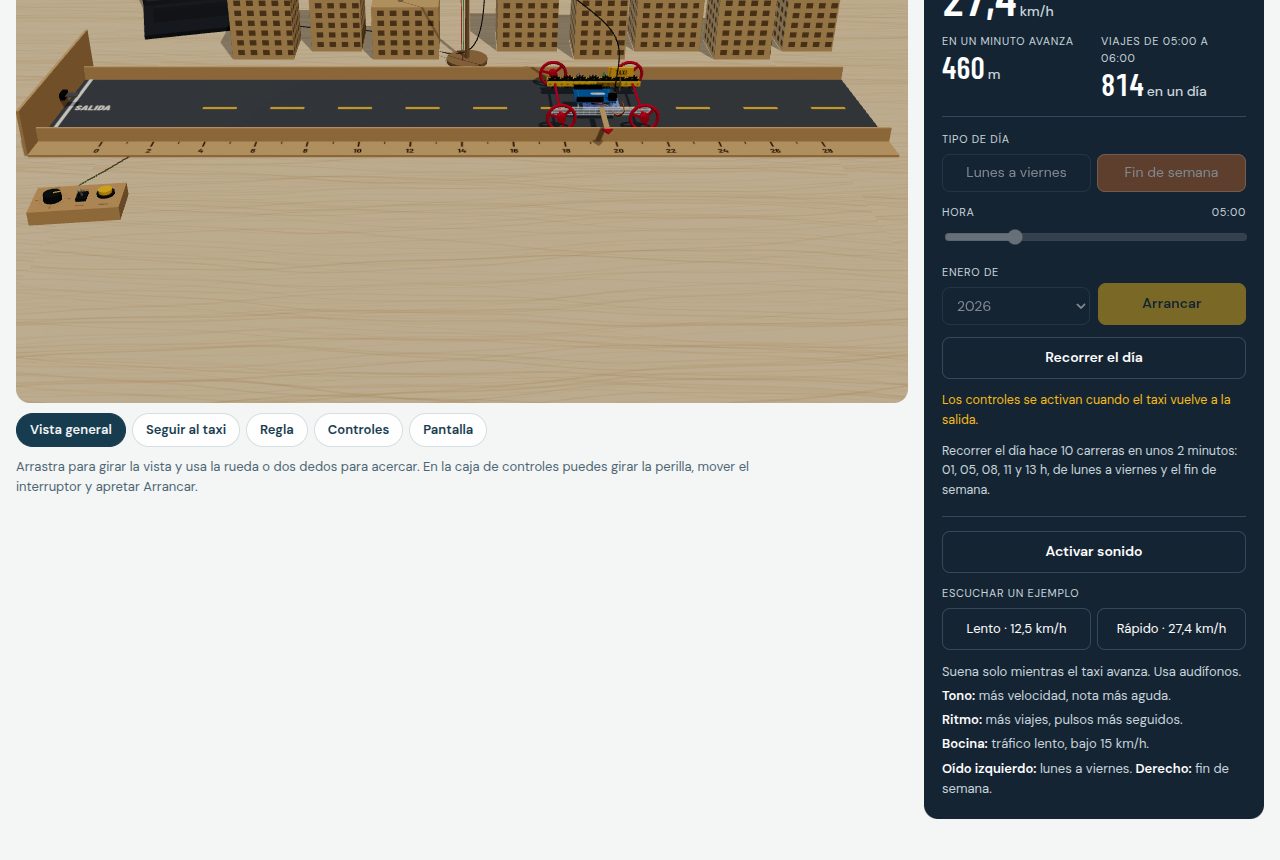 27,4 km/h
EN UN MINUTO AVANZA
460 m
VIAJES DE 05:00 A
06:00
814 en un día
TAXI
SALIDA
0 2 4 6 8 10 12 14 16 18 20 22 24 26 28
TIPO DE DÍA
Lunes a viernes
Fin de semana
HORA
05:00
ENERO DE
2026
Arrancar
Recorrer el día
Los controles se activan cuando el taxi vuelve a la
salida.
Recorrer el día hace 10 carreras en unos 2 minutos:
01, 05, 08, 11 y 13 h, de lunes a viernes y el fin de
semana.
Activar sonido
ESCUCHAR UN EJEMPLO
Lento · 12,5 km/h
Rápido · 27,4 km/h
Suena solo mientras el taxi avanza. Usa audífonos.
Tono: más velocidad, nota más aguda.
Ritmo: más viajes, pulsos más seguidos.
Bocina: tráfico lento, bajo 15 km/h.
Oído izquierdo: lunes a viernes. Derecho: fin de
semana.
Vista general
Seguir al taxi
Regla
Controles
Pantalla
Arrastra para girar la vista y usa la rueda o dos dedos para acercar. En la caja de controles puedes girar la perilla, mover el
interruptor y apretar Arrancar.